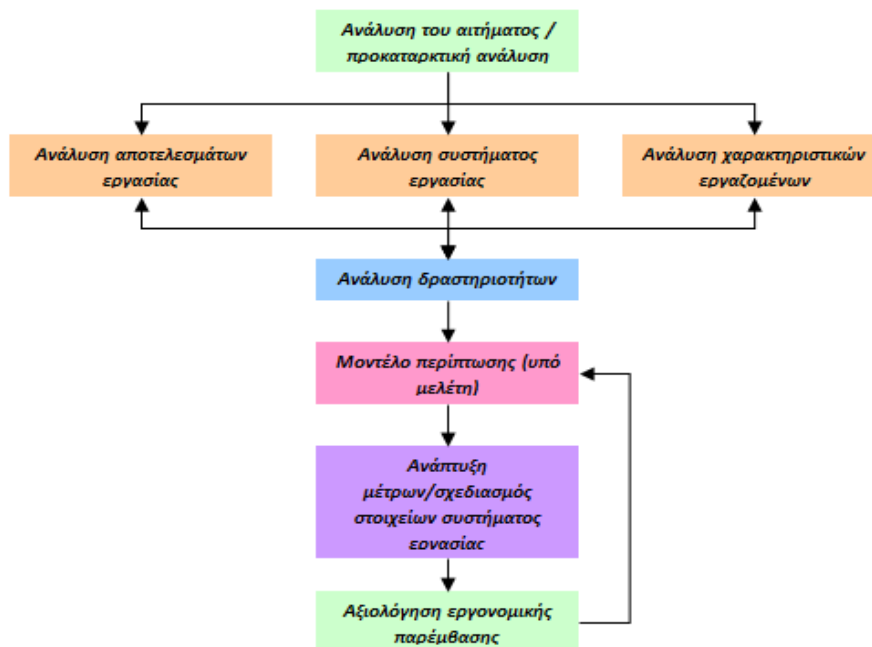 Ανάλυση του αιτήματος /
προκαταρκτική ανάλυση
Ανάλυση αποτελεσμάτων
εργασίας
Ανάλυση συστήματος
εργασίας
Ανάλυση χαρακτηριστικών
εργαζομένων
Ανάλυση δραστηριοτήτων
Μοντέλο περίπτωσης (υπό
μελέτη)
Ανάπτυξη
μέτρων/σχεδιασμός
στοιχείων συστήματος
εργασίας
Αξιολόγηση εργονομικής
παρέμβασης